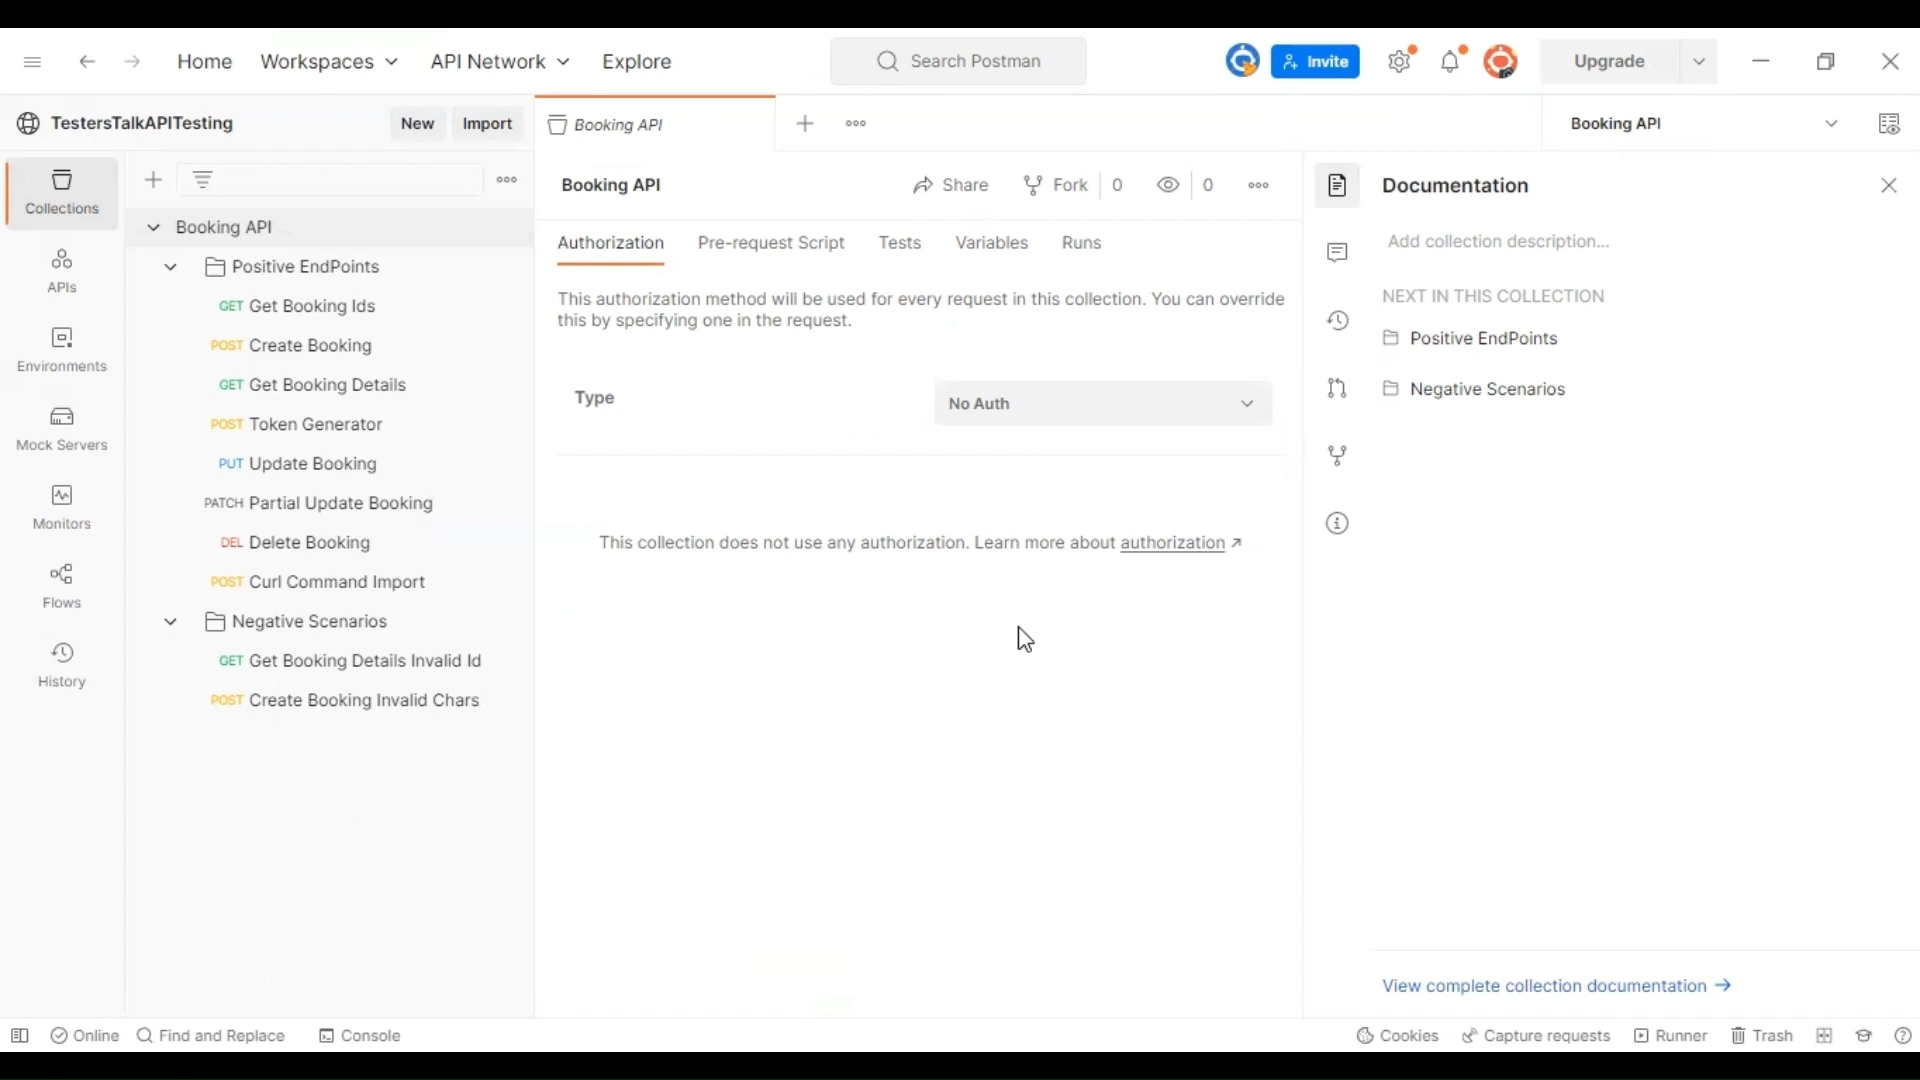 Home
Workspaces
API Network
Explore
Search Postman
Invite
Upgrade
TestersTalkAPITesting
New
Import
Booking API
Booking API
Collections
APIs
Environments
Mock Servers
Monitors
Flows
History
Booking API
Positive EndPoints
GET Get Booking Ids
POST Create Booking
GET Get Booking Details
POST Token Generator
PUT Update Booking
PATCH Partial Update Booking
DEL Delete Booking
POST Curl Command Import
Negative Scenarios
GET Get Booking Details Invalid Id
POST Create Booking Invalid Chars
Booking API
Share
Fork
0
0
Authorization
Pre-request Script
Tests
Variables
Runs
This authorization method will be used for every request in this collection. You can override
this by specifying one in the request.
Type
No Auth
This collection does not use any authorization. Learn more about authorization ↗
Documentation
Add collection description...
NEXT IN THIS COLLECTION
Positive EndPoints
Negative Scenarios
View complete collection documentation →
Online
Find and Replace
Console
Cookies
Capture requests
Runner
Trash